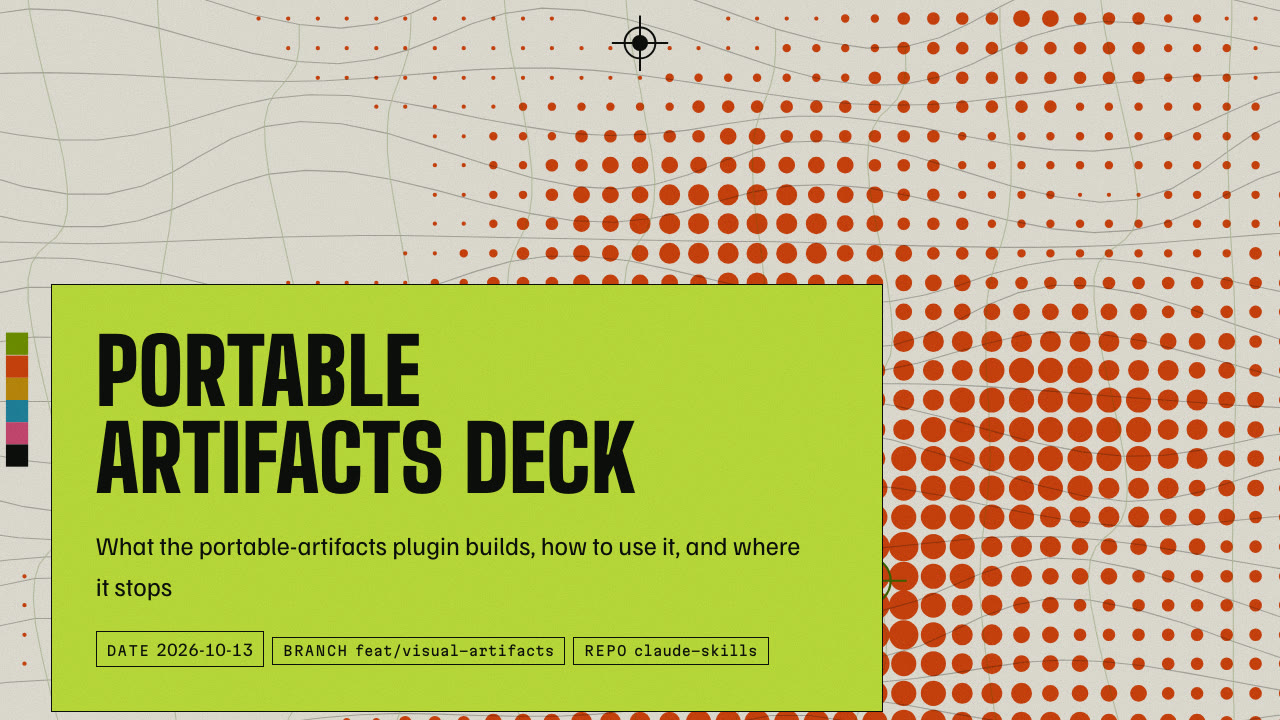 PORTABLE
ARTIFACTS DECK
What the portable-artifacts plugin builds, how to use it, and where
it stops
DATE 2026-10-13 BRANCH feat/visual-artifacts REPO claude-skills